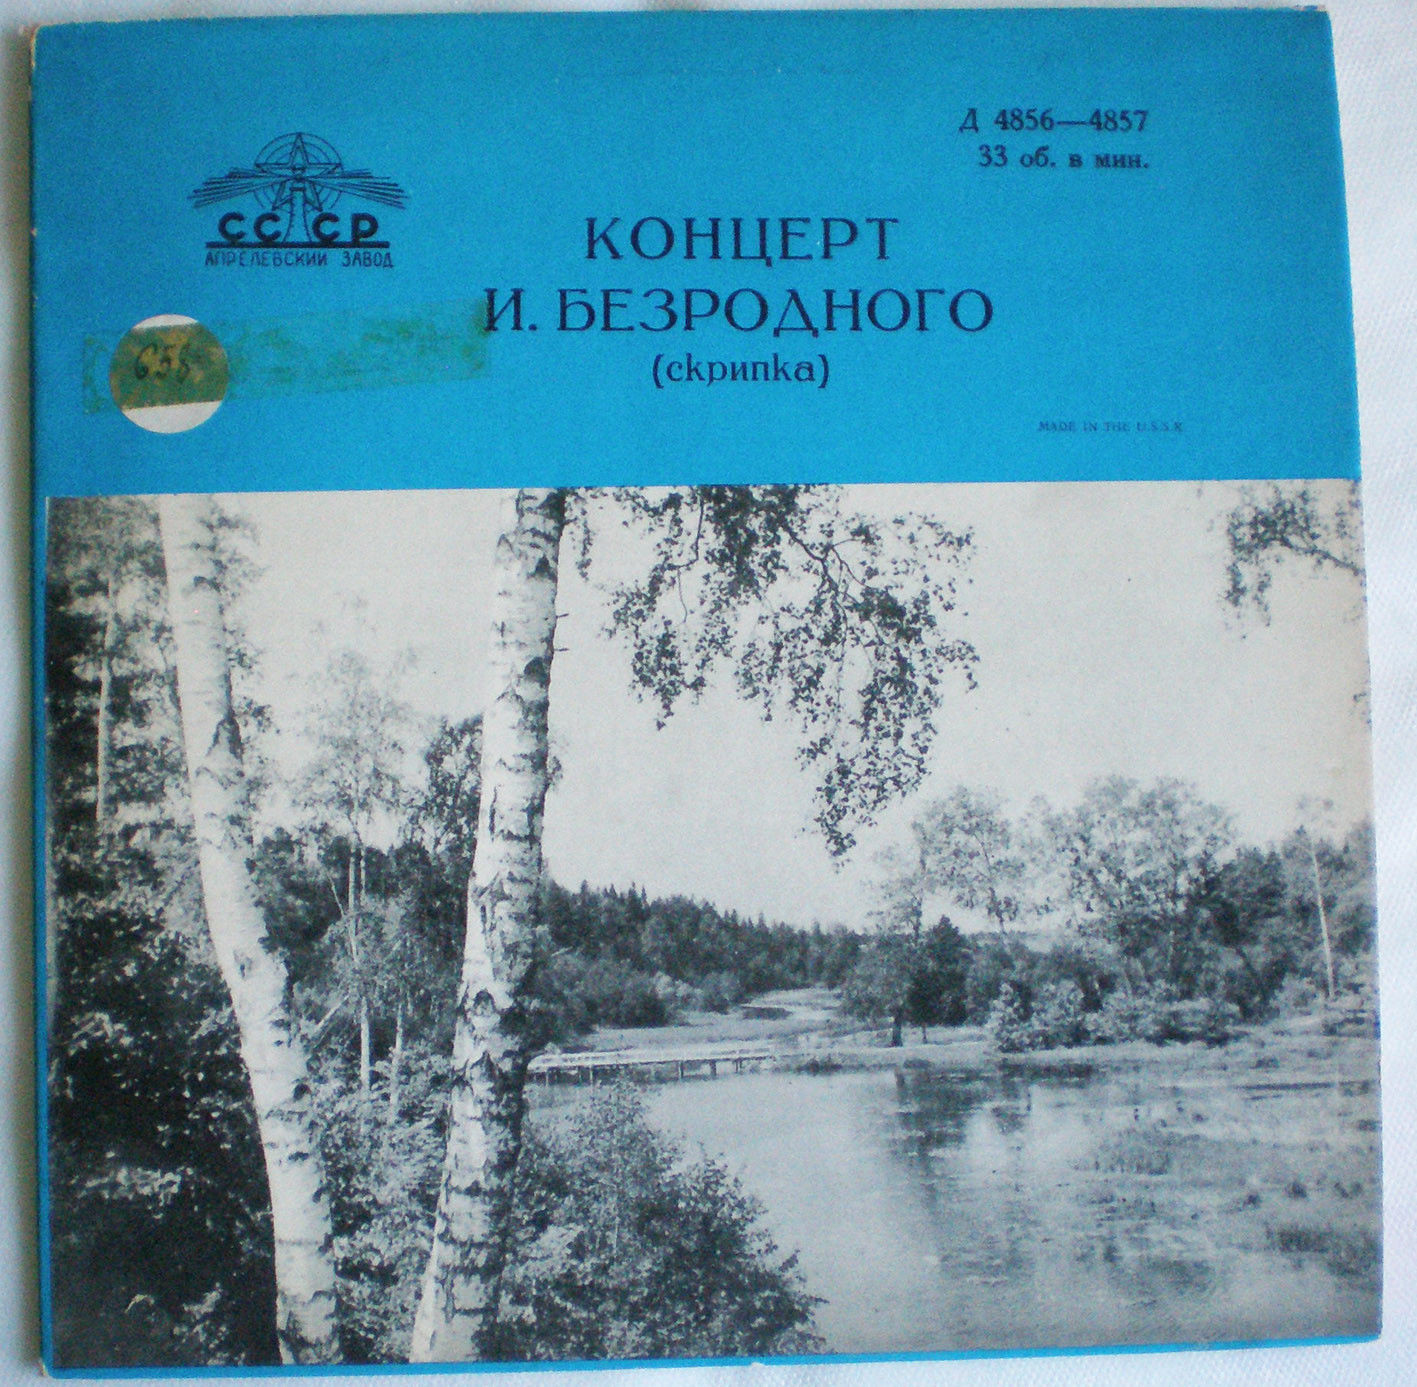 Д 4856—4857
33 об. в мин.
СССР
АПРЕЛЕВСКИЙ ЗАВОД
КОНЦЕРТ
И. БЕЗРОДНОГО
(скрипка)
MADE IN THE U.S.S.R